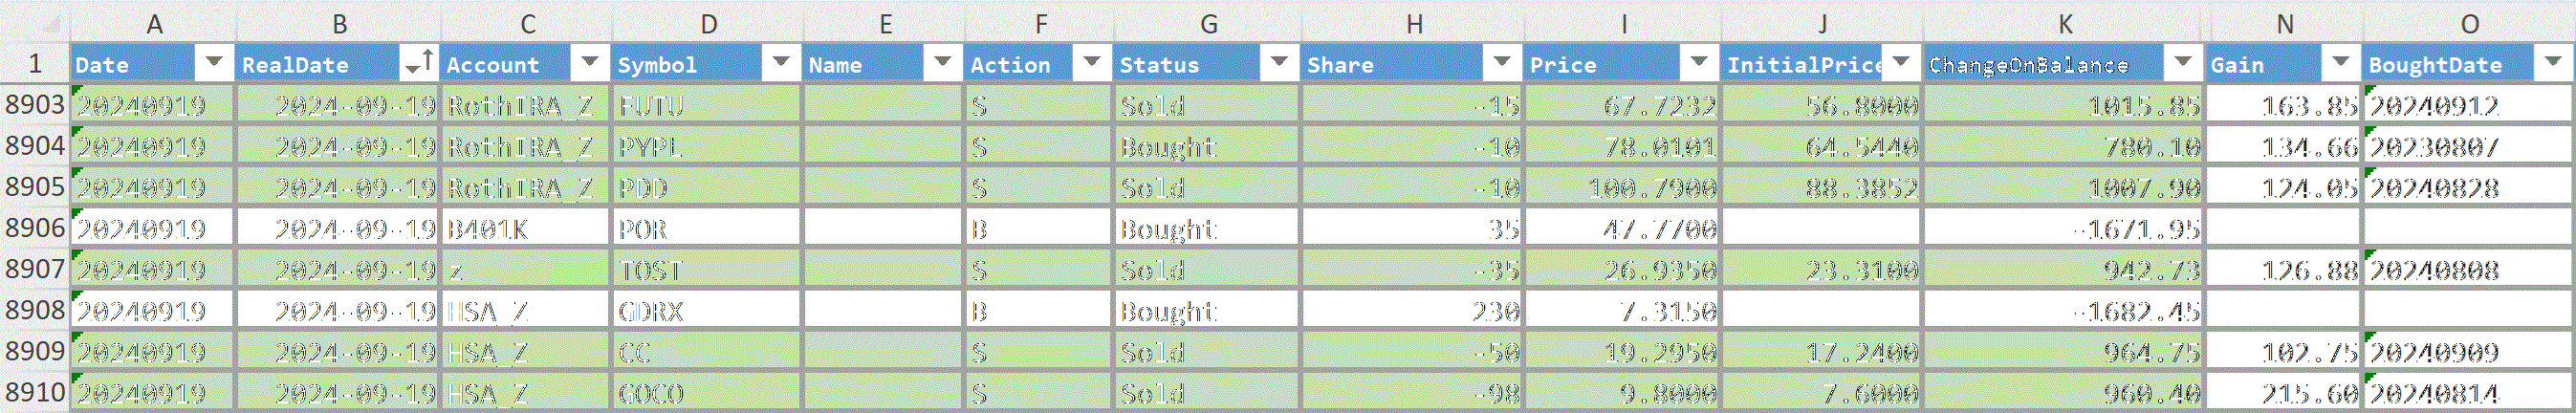 A B C D E F G H I J K N O
1 Date RealDate Account Symbol Name Action Status Share Price InitialPrice ChangeOnBalance Gain BoughtDate
8903 20240919 2024-09-19 RothIRA_Z FUTU S Sold -15 67.7232 56.8000 1015.85 163.85 20240912
8904 20240919 2024-09-19 RothIRA_Z PYPL S Bought -10 78.0101 64.5440 780.10 134.66 20230807
8905 20240919 2024-09-19 RothIRA_Z PDD S Sold -10 100.7900 88.3852 1007.90 124.05 20240828
8906 20240919 2024-09-19 B401K POR B Bought 35 47.7700 -1671.95
8907 20240919 2024-09-19 z TOST S Sold -35 26.9350 23.3100 942.73 126.88 20240808
8908 20240919 2024-09-19 HSA_Z GDRX B Bought 230 7.3150 -1682.45
8909 20240919 2024-09-19 HSA_Z CC S Sold -50 19.2950 17.2400 964.75 102.75 20240909
8910 20240919 2024-09-19 HSA_Z GOCO S Sold -98 9.8000 7.6000 960.40 215.60 20240814